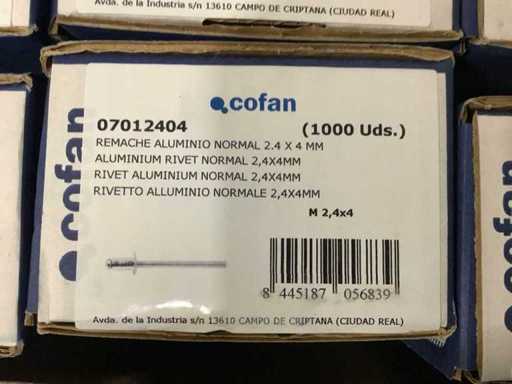 Avda. de la Industria s/n 13610 CAMPO DE CRIPTANA (CIUDAD REAL)
cofan
cofan
07012404 (1000 Uds.)
REMACHE ALUMINIO NORMAL 2.4 X 4 MM
ALUMINIUM RIVET NORMAL 2,4X4MM
RIVET ALUMINIUM NORMAL 2,4X4MM
RIVETTO ALLUMINIO NORMALE 2,4X4MM
M 2,4x4
8 445187 056839
Avda. de la Industria s/n 13610 CAMPO DE CRIPTANA (CIUDAD REAL)